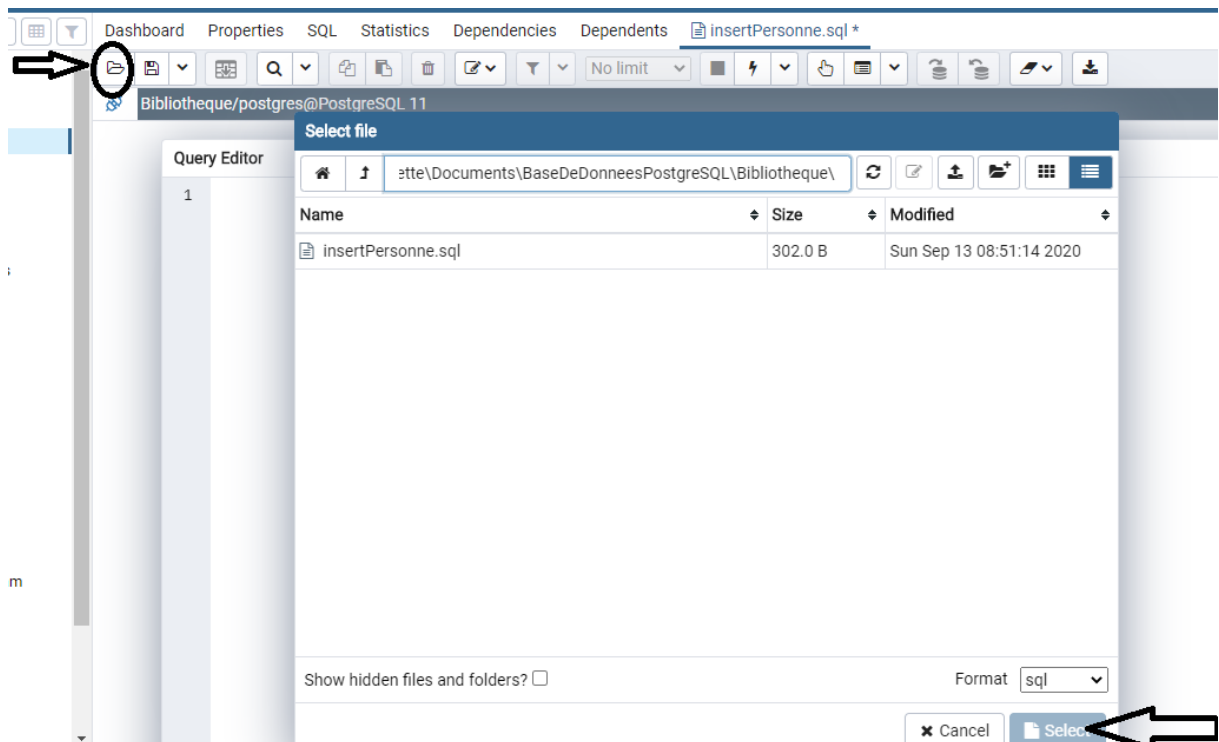 Dashboard Properties SQL Statistics Dependencies Dependents insertPersonne.sql *
No limit
Bibliotheque/postgres@PostgreSQL 11
Select file
Query Editor
ette\Documents\BaseDeDonneesPostgreSQL\Bibliotheque\
1
Name Size Modified
insertPersonne.sql 302.0 B Sun Sep 13 08:51:14 2020
s
m
Show hidden files and folders? Format sql
Cancel Select